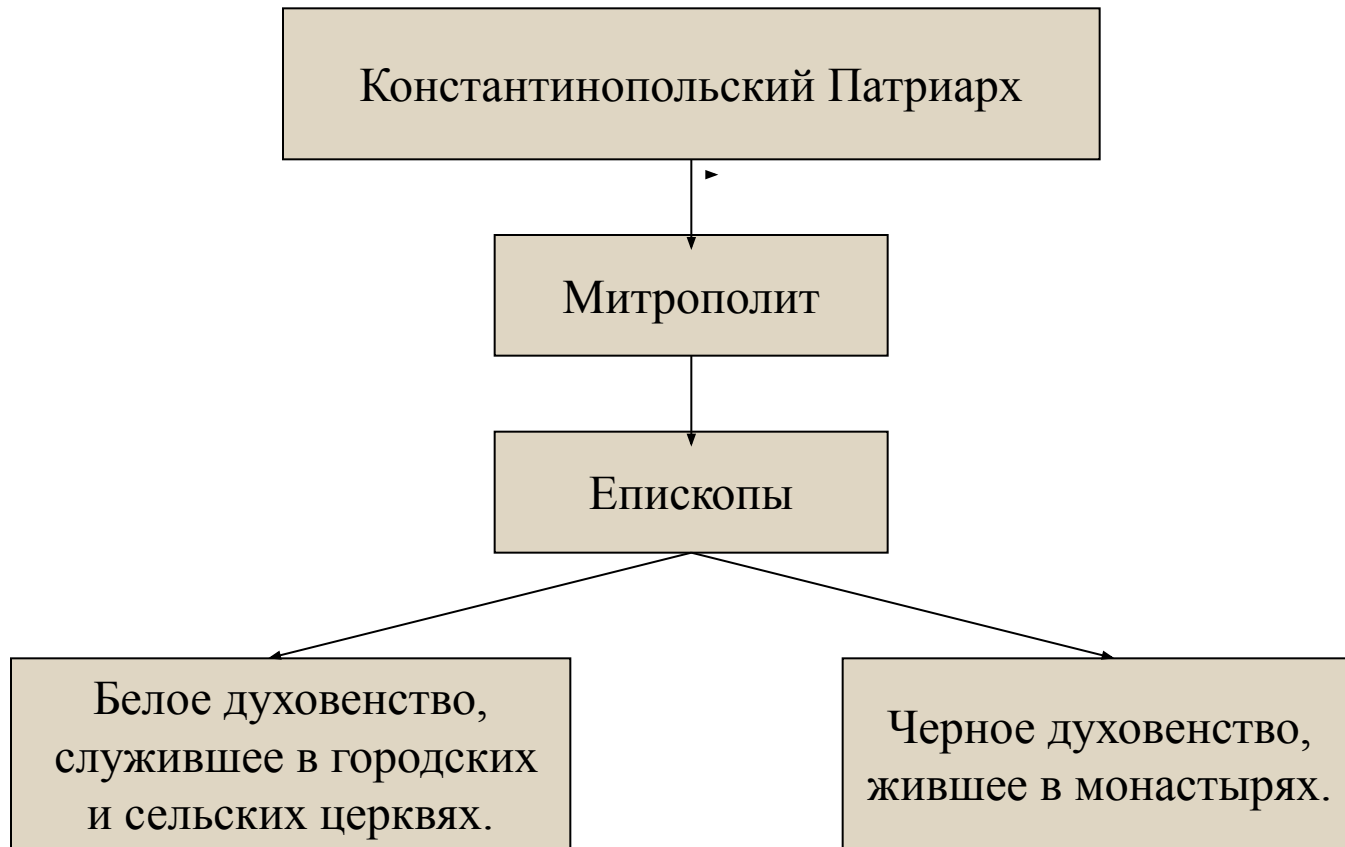 Константинопольский Патриарх
Митрополит
Епископы
Белое духовенство,
служившее в городских
и сельских церквях.
Черное духовенство,
жившее в монастырях.